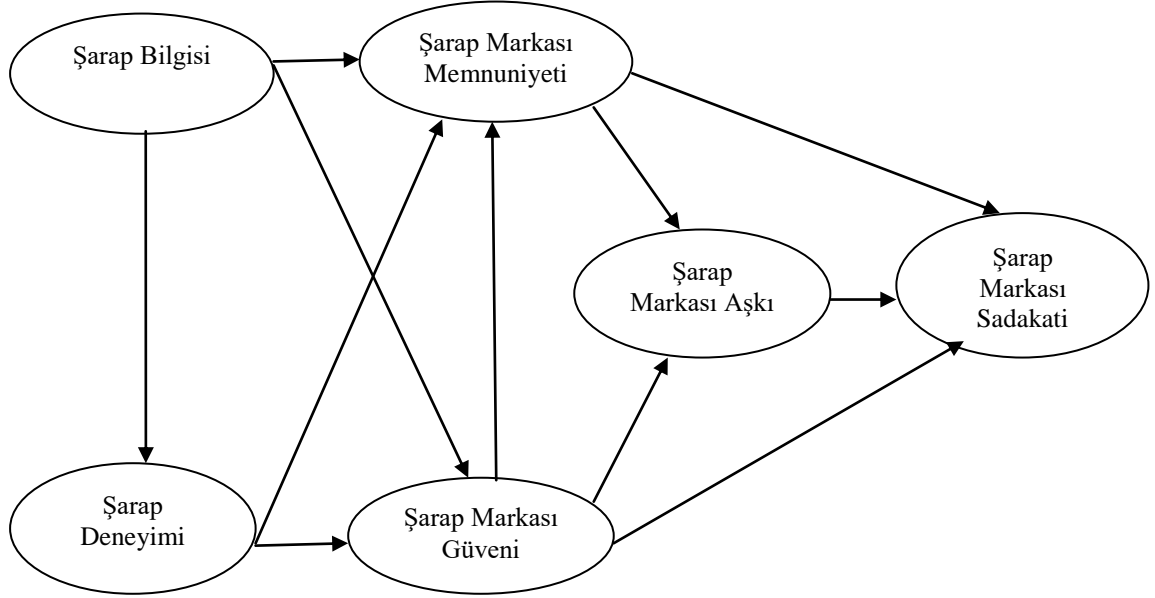 Şarap Bilgisi
Şarap Markası
Memnuniyeti
Şarap
Markası Aşkı
Şarap
Markası
Sadakati
Şarap
Deneyimi
Şarap Markası
Güveni